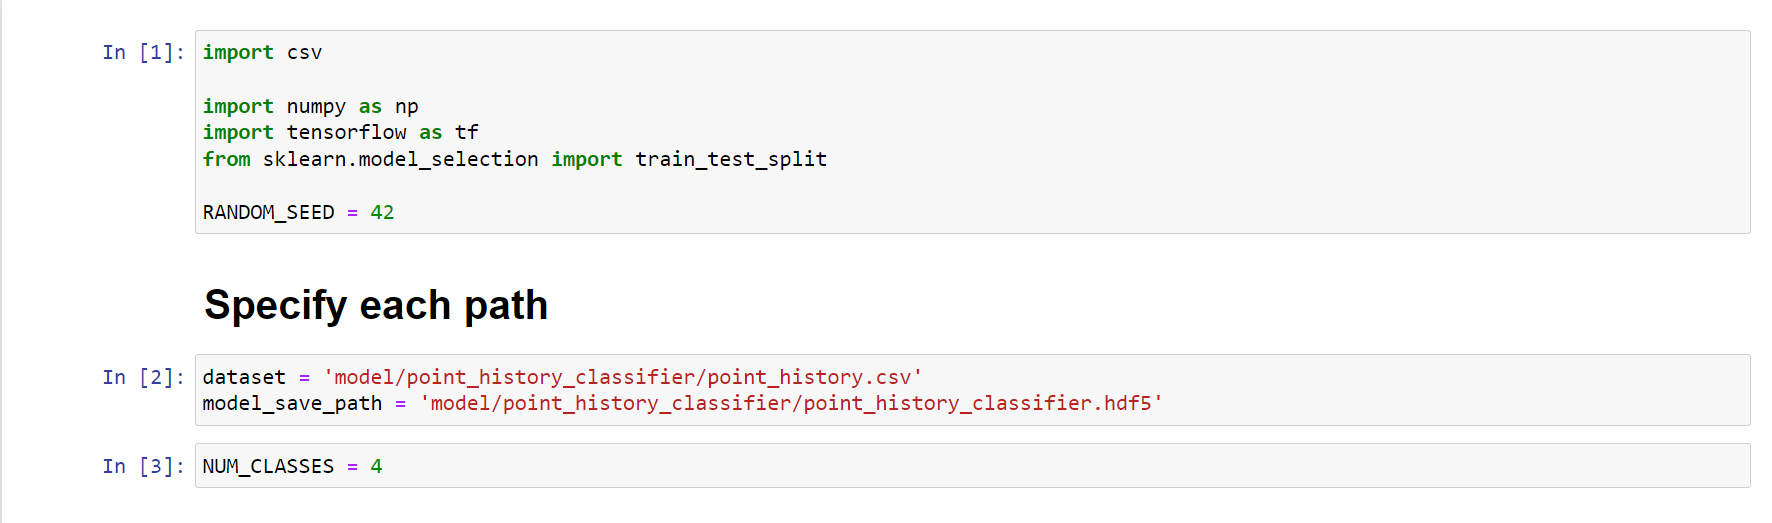 In [1]: import csv
import numpy as np
import tensorflow as tf
from sklearn.model_selection import train_test_split
RANDOM_SEED = 42
Specify each path
In [2]: dataset = 'model/point_history_classifier/point_history.csv'
model_save_path = 'model/point_history_classifier/point_history_classifier.hdf5'
In [3]: NUM_CLASSES = 4